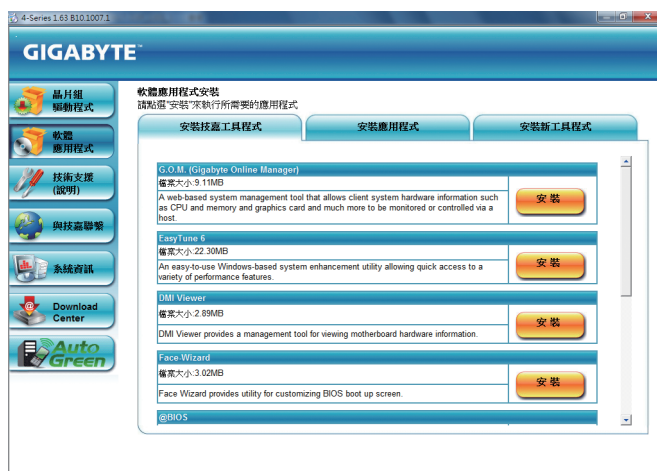 4-Series 1.63 B10.1007.1
GIGABYTE™
晶片組
驅動程式
軟體
應用程式
技術支援
(說明)
與技嘉聯繫
系統資訊
Download
Center
Auto
Green
軟體應用程式安裝
請點選"安裝"來執行所需要的應用程式
安裝技嘉工具程式
安裝應用程式
安裝新工具程式
G.O.M. (Gigabyte Online Manager)
檔案大小:9.11MB
A web-based system management tool that allows client system hardware information such
as CPU and memory and graphics card and much more to be monitored or controlled via a
host.
安裝
EasyTune 6
檔案大小:22.30MB
An easy-to-use Windows-based system enhancement utility allowing quick access to a
variety of performance features.
安裝
DMI Viewer
檔案大小:2.89MB
DMI Viewer provides a management tool for viewing motherboard hardware information.
安裝
Face-Wizard
檔案大小:3.02MB
Face Wizard provides utility for customizing BIOS boot up screen.
安裝
@BIOS